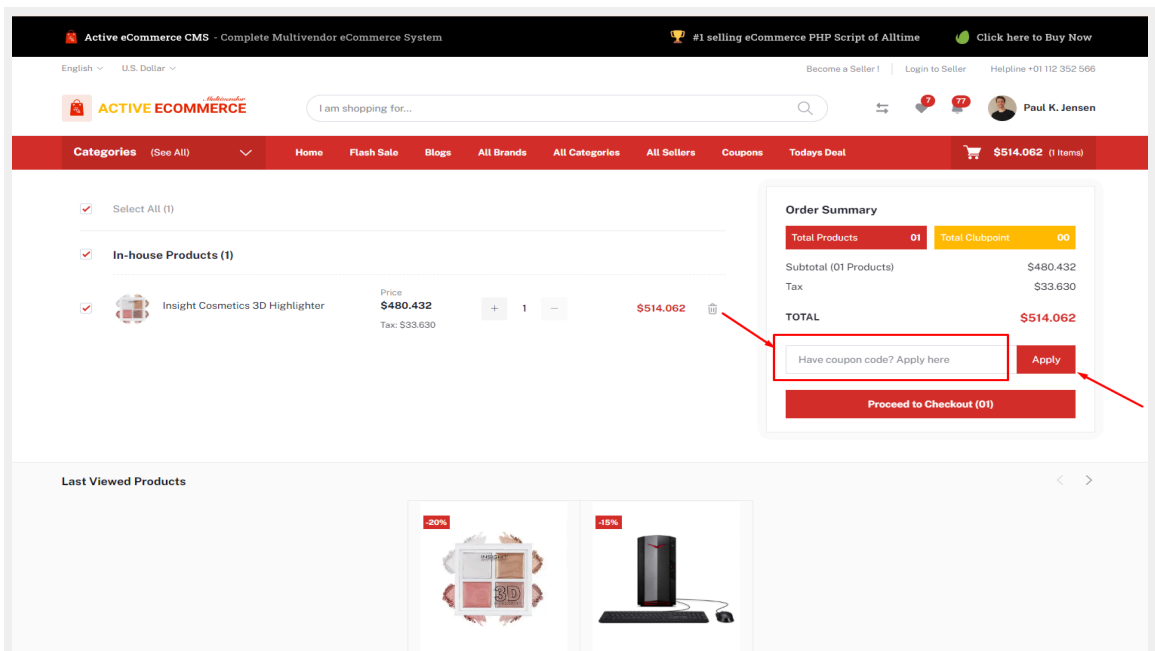 Active eCommerce CMS - Complete Multivendor eCommerce System
#1 selling eCommerce PHP Script of Alltime
Click here to Buy Now
English
U.S. Dollar
Become a Seller !
Login to Seller
Helpline +01 112 352 566
Multivendor
ACTIVE ECOMMERCE
I am shopping for...
7
77
Paul K. Jensen
Categories (See All)
Home
Flash Sale
Blogs
All Brands
All Categories
All Sellers
Coupons
Todays Deal
$514.062 (1 Items)
Select All (1)
In-house Products (1)
Insight Cosmetics 3D Highlighter
Price
$480.432
Tax: $33.630
+ 1 −
$514.062
Order Summary
Total Products 01
Total Clubpoint 00
Subtotal (01 Products) $480.432
Tax $33.630
TOTAL $514.062
Have coupon code? Apply here
Apply
Proceed to Checkout (01)
Last Viewed Products
-20%
INSIGHT
3D
-15%